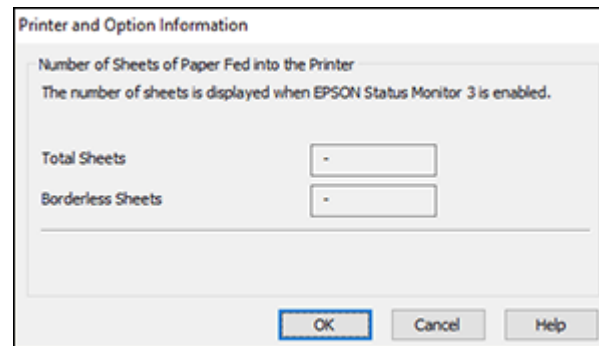 Printer and Option Information
Number of Sheets of Paper Fed into the Printer
The number of sheets is displayed when EPSON Status Monitor 3 is enabled.
Total Sheets -
Borderless Sheets -
OK Cancel Help